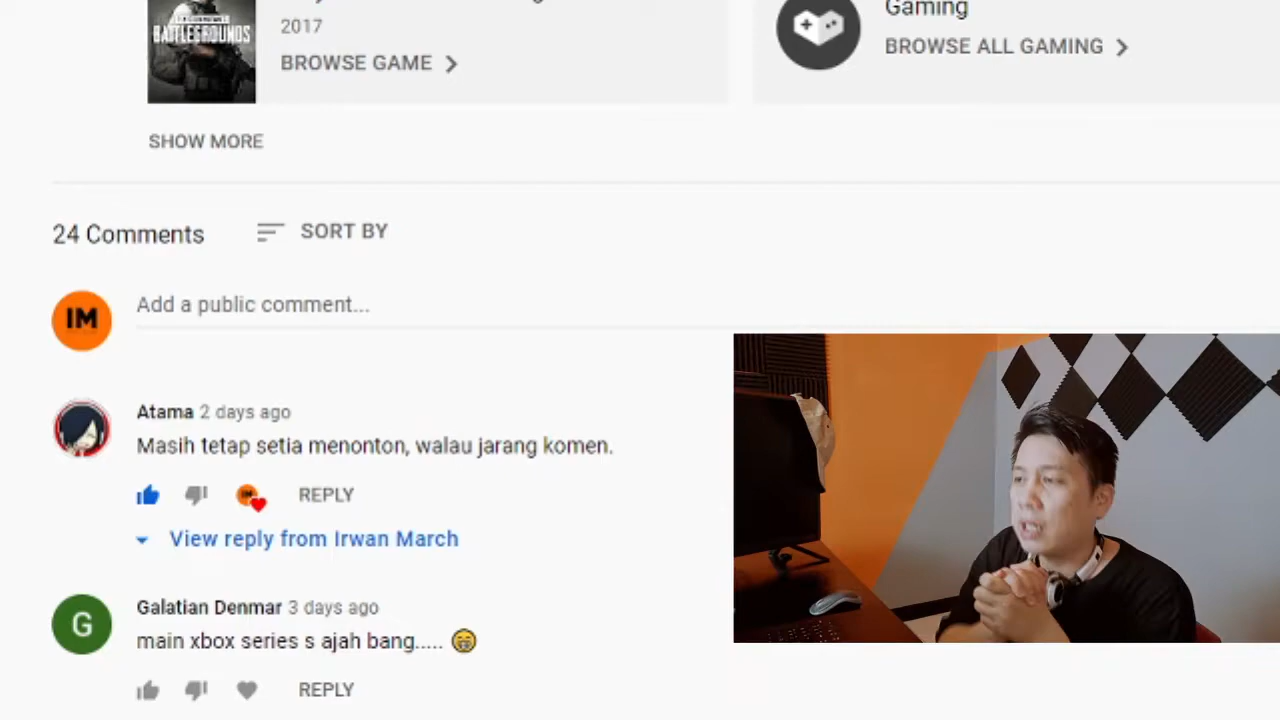 BATTLEGROUNDS
2017
BROWSE GAME
Gaming
BROWSE ALL GAMING
SHOW MORE
24 Comments
SORT BY
IM
Add a public comment...
Atama 2 days ago
Masih tetap setia menonton, walau jarang komen.
REPLY
View reply from Irwan March
G
Galatian Denmar 3 days ago
main xbox series s ajah bang.....
REPLY